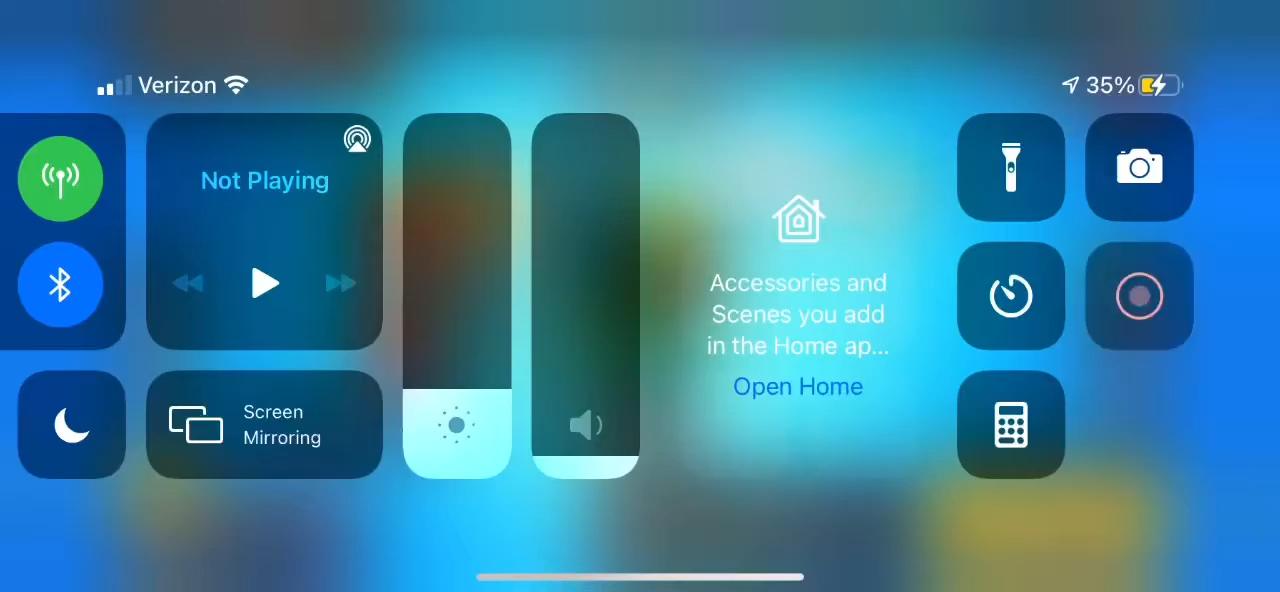 Verizon
35%
Not Playing
Screen
Mirroring
Accessories and
Scenes you add
in the Home ap...
Open Home